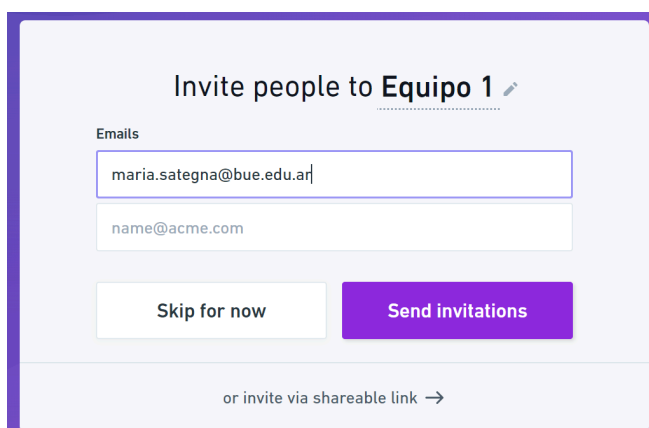 Invite people to Equipo 1
Emails
maria.sategna@bue.edu.ar
name@acme.com
Skip for now
Send invitations
or invite via shareable link →